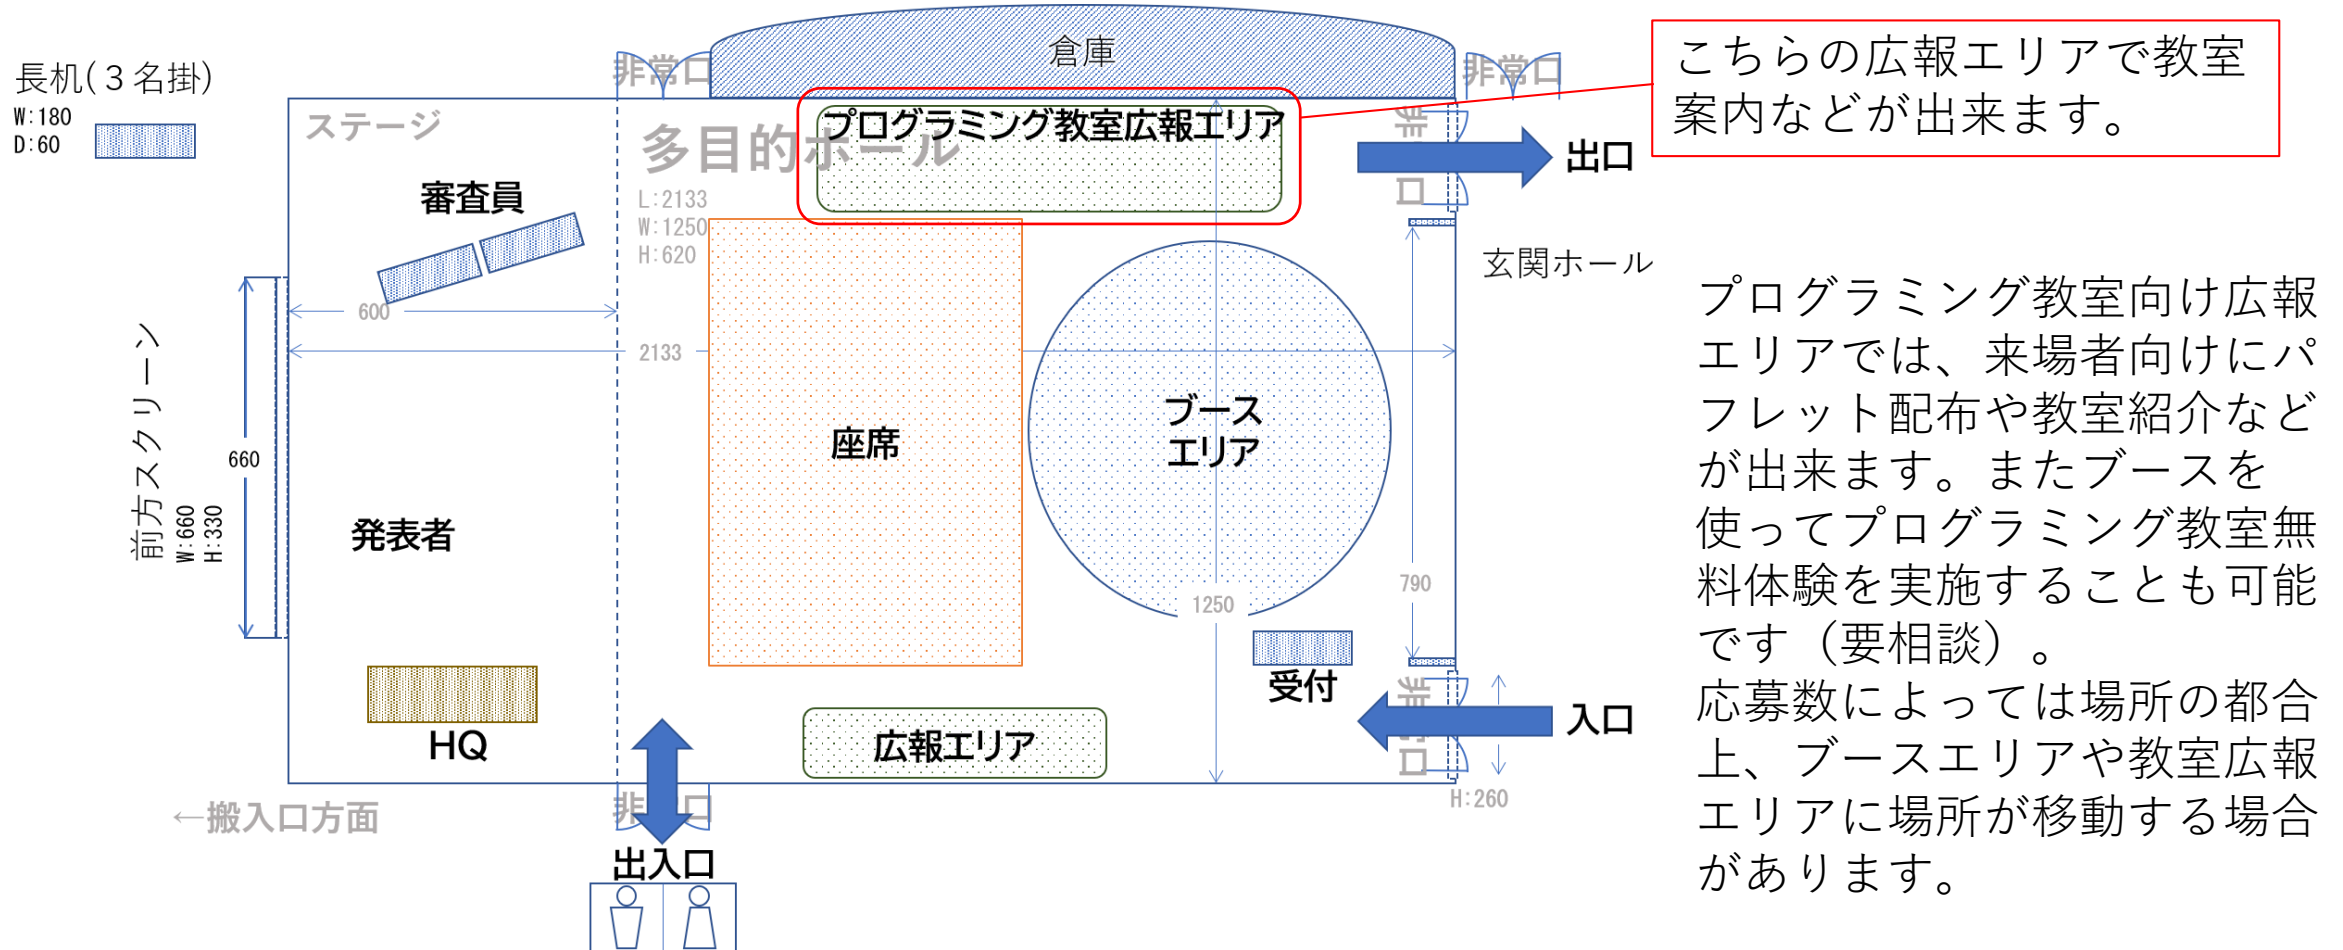 倉庫
こちらの広報エリアで教室
案内などが出来ます。
長机(３名掛)
W:180
D:60
非常口
非常口
ステージ
多目的ホール
プログラミング教室広報エリア
非常口
出口
審査員
L:2133
W:1250
H:620
玄関ホール
600
2133
前方スクリーン
W:660
H:330
660
座席
ブース
エリア
発表者
790
1250
受付
HQ
広報エリア
非常口
入口
H:260
←搬入口方面
非常口
出入口
プログラミング教室向け広報
エリアでは、来場者向けにパ
フレット配布や教室紹介など
が出来ます。またブースを
使ってプログラミング教室無
料体験を実施することも可能
です（要相談）。
応募数によっては場所の都合
上、ブースエリアや教室広報
エリアに場所が移動する場合
があります。